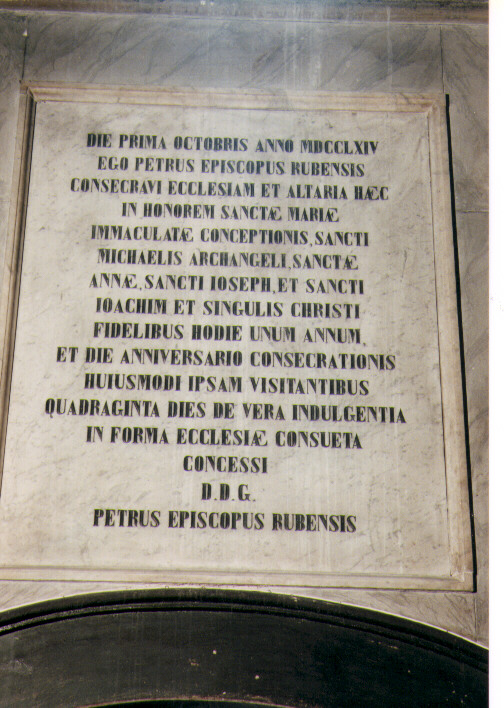 DIE PRIMA OCTOBRIS ANNO MDCCLXIV
EGO PETRUS EPISCOPUS RUBENSIS
CONSECRAVI ECCLESIAM ET ALTARIA HÆC
IN HONOREM SANCTÆ MARIÆ
IMMACULATÆ CONCEPTIONIS, SANCTI
MICHAELIS ARCHANGELI, SANCTÆ
ANNÆ, SANCTI IOSEPH, ET SANCTI
IOACHIM ET SINGULIS CHRISTI
FIDELIBUS HODIE UNUM ANNUM,
ET DIE ANNIVERSARIO CONSECRATIONIS
HUIUSMODI IPSAM VISITANTIBUS
QUADRAGINTA DIES DE VERA INDULGENTIA
IN FORMA ECCLESIÆ CONSUETA
CONCESSI
D.D.G.
PETRUS EPISCOPUS RUBENSIS